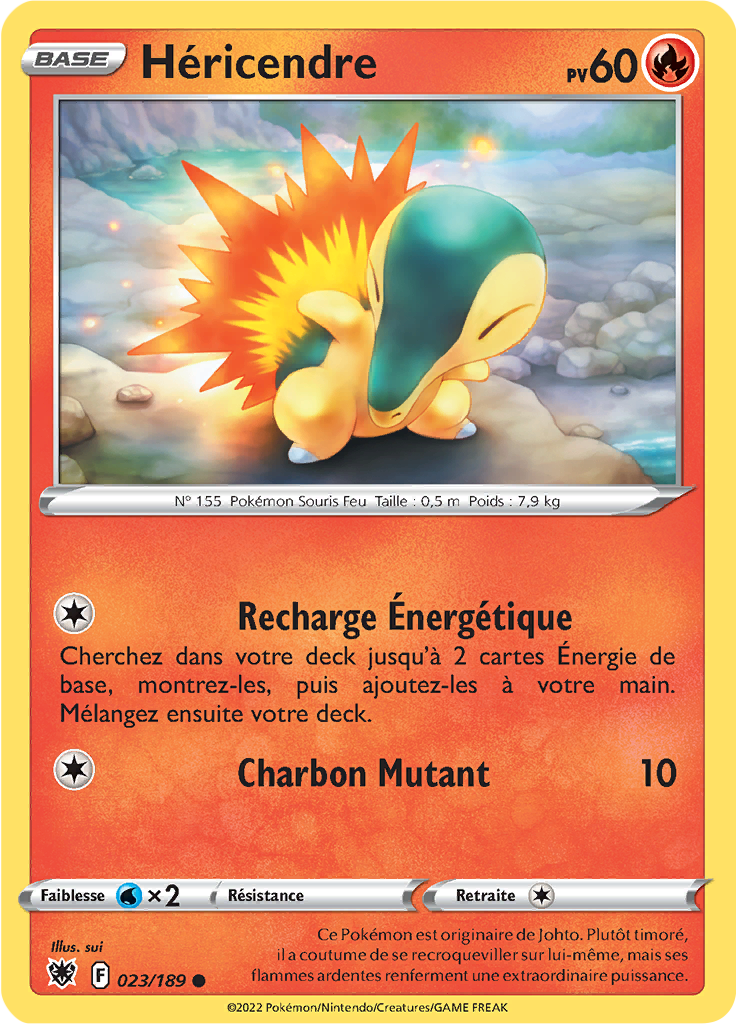 BASE
Héricendre
PV60
N° 155 Pokémon Souris Feu Taille : 0,5 m Poids : 7,9 kg
Recharge Énergétique
Cherchez dans votre deck jusqu'à 2 cartes Énergie de
base, montrez-les, puis ajoutez-les à votre main.
Mélangez ensuite votre deck.
Charbon Mutant 10
Faiblesse ×2 Résistance Retraite
Illus. sui
Ce Pokémon est originaire de Johto. Plutôt timoré,
il a coutume de se recroqueviller sur lui-même, mais ses
flammes ardentes renferment une extraordinaire puissance.
F 023/189
©2022 Pokémon/Nintendo/Creatures/GAME FREAK